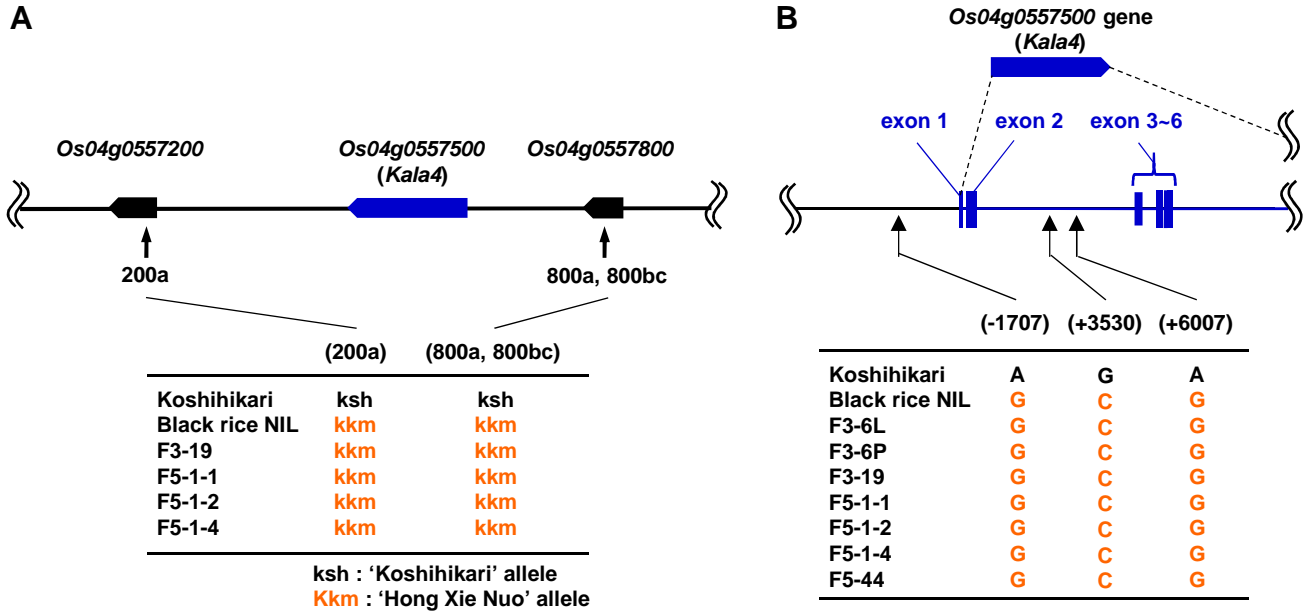 A
Os04g0557200
Os04g0557500
(Kala4)
Os04g0557800
200a
800a, 800bc
(200a) (800a, 800bc)
Koshihikari ksh ksh
Black rice NIL kkm kkm
F3-19 kkm kkm
F5-1-1 kkm kkm
F5-1-2 kkm kkm
F5-1-4 kkm kkm
ksh : ‘Koshihikari’ allele
Kkm : ‘Hong Xie Nuo’ allele
B
Os04g0557500 gene
(Kala4)
exon 1 exon 2 exon 3~6
(-1707) (+3530) (+6007)
Koshihikari A G A
Black rice NIL G C G
F3-6L G C G
F3-6P G C G
F3-19 G C G
F5-1-1 G C G
F5-1-2 G C G
F5-1-4 G C G
F5-44 G C G